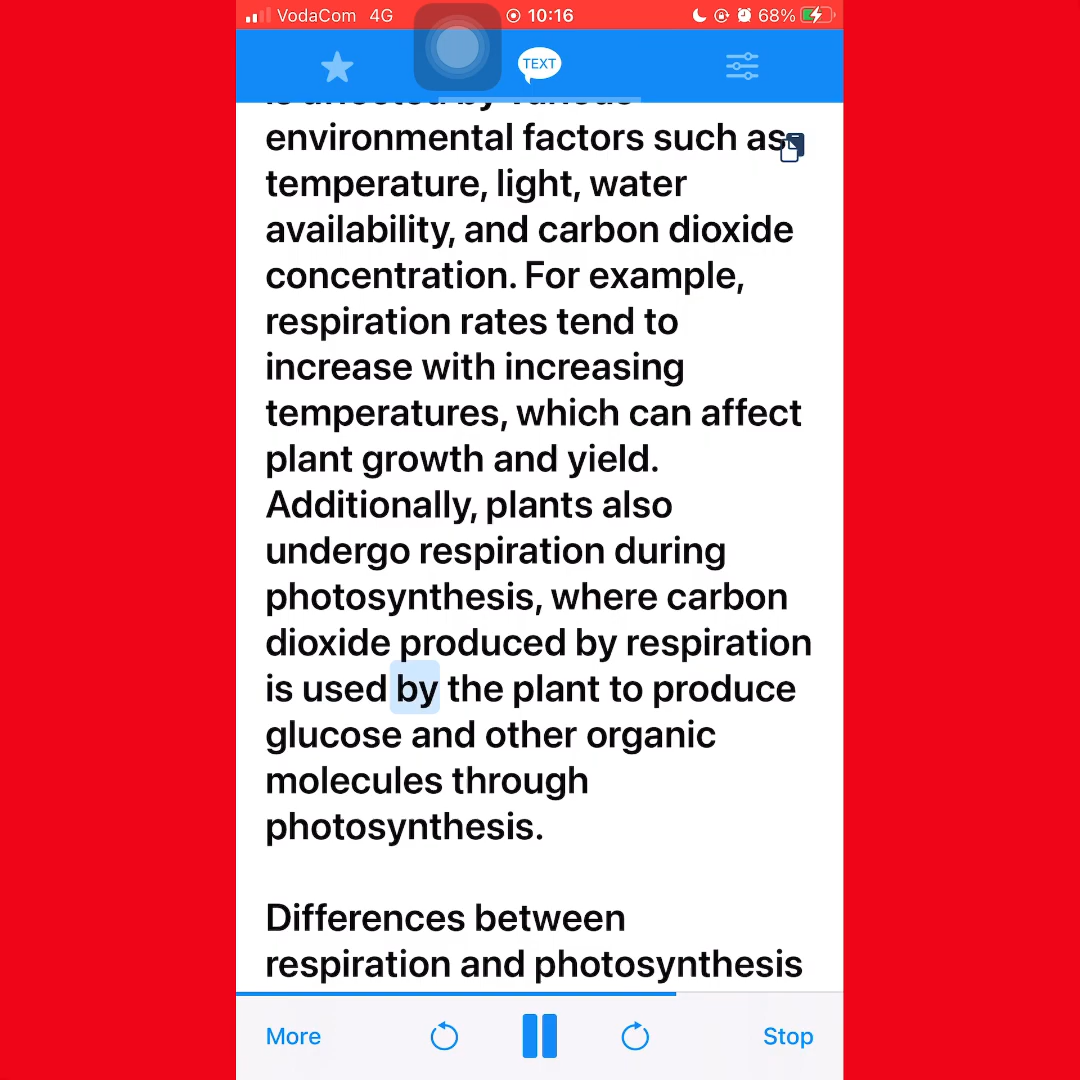 VodaCom 4G 10:16 68%
TEXT
environmental factors such as
temperature, light, water
availability, and carbon dioxide
concentration. For example,
respiration rates tend to
increase with increasing
temperatures, which can affect
plant growth and yield.
Additionally, plants also
undergo respiration during
photosynthesis, where carbon
dioxide produced by respiration
is used by the plant to produce
glucose and other organic
molecules through
photosynthesis.
Differences between
respiration and photosynthesis
More Stop